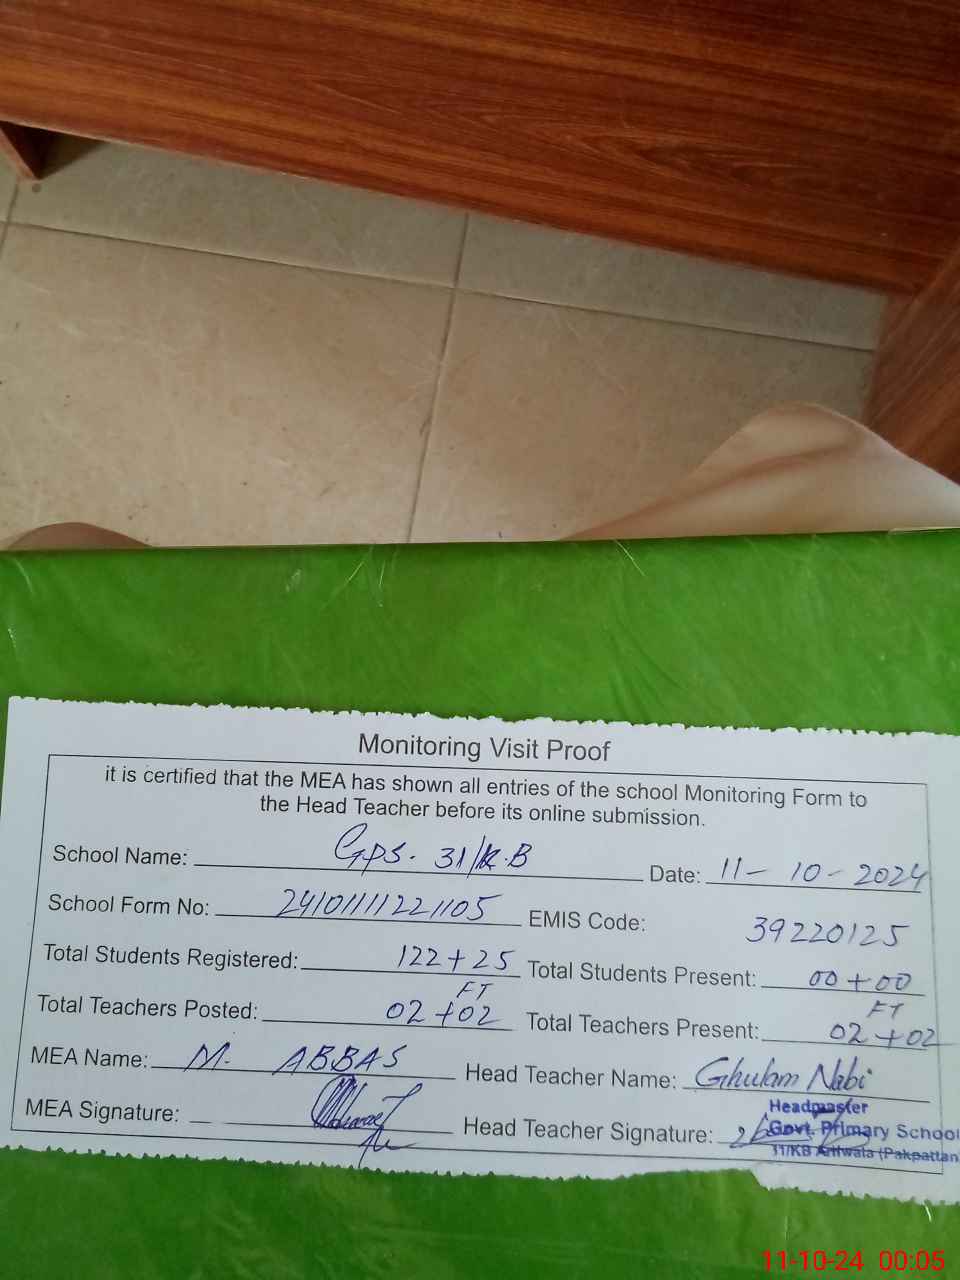 Monitoring Visit Proof
it is certified that the MEA has shown all entries of the school Monitoring Form to
the Head Teacher before its online submission.
School Name: GPS. 31/K.B Date: 11-10-2024
School Form No: 24101111221105 EMIS Code: 39220125
Total Students Registered: 122+25 Total Students Present: 00+00
FT FT
Total Teachers Posted: 02+02 Total Teachers Present: 02+02
MEA Name: M. ABBAS Head Teacher Name: Ghulam Nabi
MEA Signature: Head Teacher Signature:
Headmaster
Govt. Primary School
/KB Arifwala (Pakpattan)
11-10-24 00:05